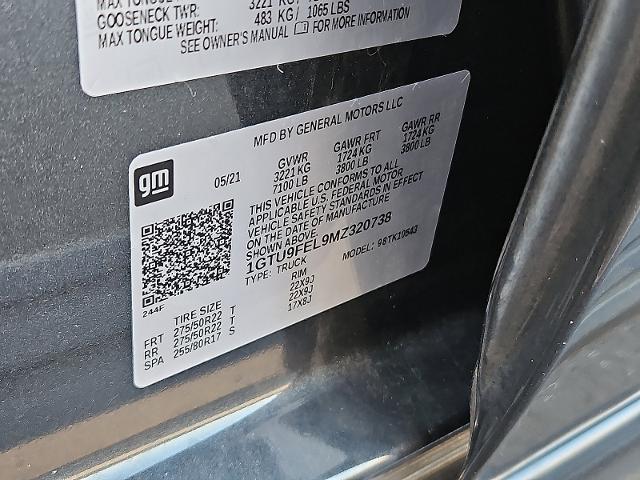 MAX TONGUE
3221 KG
GOOSENECK TWR:
MAX TONGUE WEIGHT: 483 KG 1065 LBS
SEE OWNER'S MANUAL FOR MORE INFORMATION
MFD BY GENERAL MOTORS LLC
gm
05/21
GVWR GAWR FRT GAWR RR
3221 KG 1724 KG 1724 KG
7100 LB 3800 LB 3800 LB
THIS VEHICLE CONFORMS TO ALL
APPLICABLE U.S. FEDERAL MOTOR
VEHICLE SAFETY STANDARDS IN EFFECT
ON THE DATE OF MANUFACTURE
SHOWN ABOVE.
1GTU9FEL9MZ320738
TYPE: TRUCK MODEL: 98TK10543
244F
TIRE SIZE RIM
FRT 275/50R22 T 22X9J
RR 275/50R22 T 22X9J
SPA 255/80R17 S 17X8J